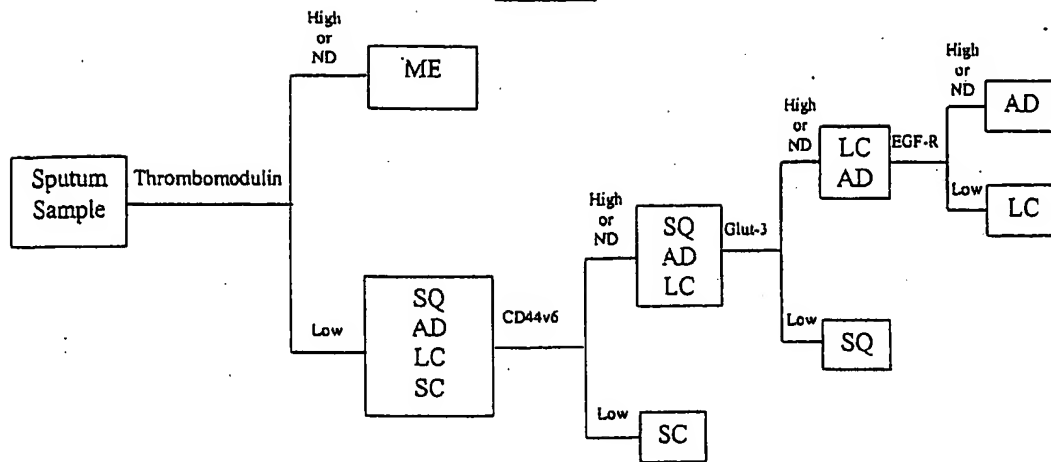 High
or
ND
ME
Sputum
Sample
Thrombomodulin
Low
SQ
AD
LC
SC
CD44v6
High
or
ND
SQ
AD
LC
Glut-3
Low
SC
High
or
ND
LC
AD
EGF-R
Low
SQ
High
or
ND
AD
Low
LC